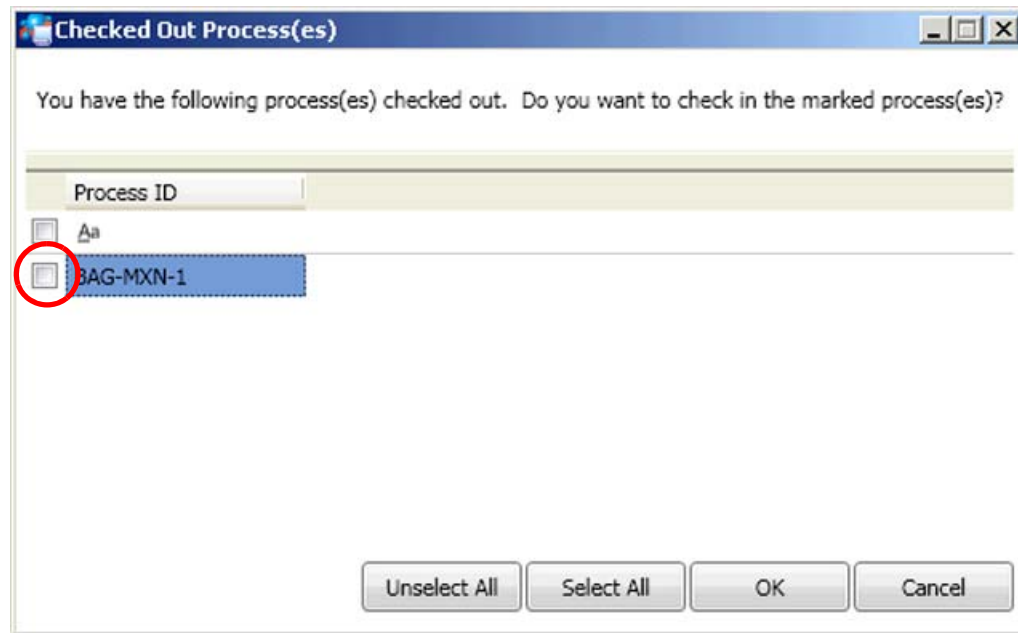 Checked Out Process(es)
You have the following process(es) checked out. Do you want to check in the marked process(es)?
Process ID
Aa
BAG-MXN-1
Unselect All Select All OK Cancel